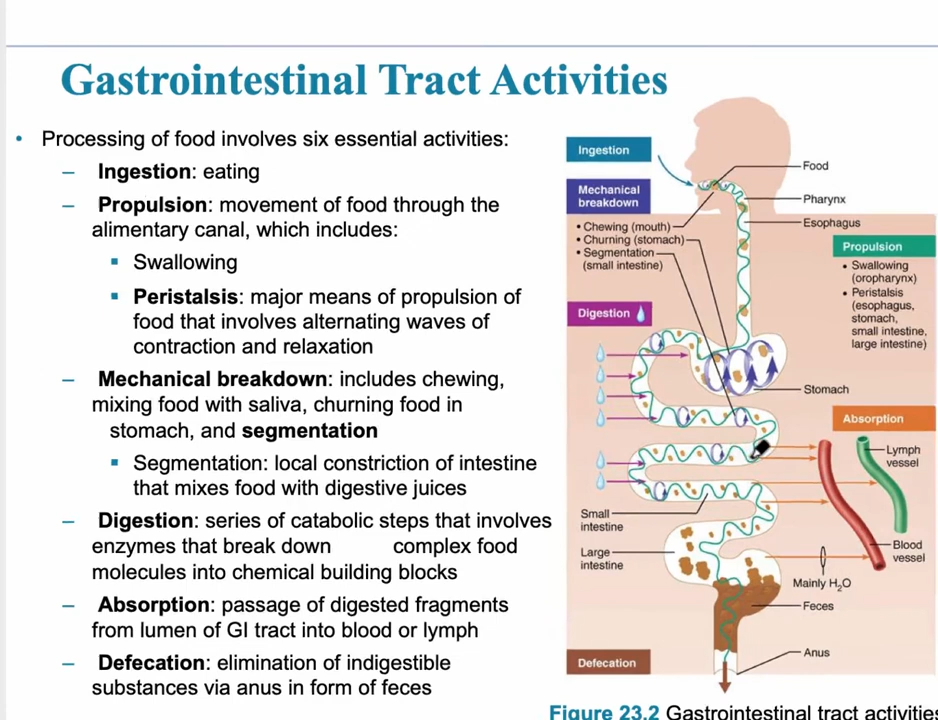 Gastrointestinal Tract Activities
• Processing of food involves six essential activities:
– Ingestion: eating
– Propulsion: movement of food through the
alimentary canal, which includes:
▪ Swallowing
▪ Peristalsis: major means of propulsion of
food that involves alternating waves of
contraction and relaxation
– Mechanical breakdown: includes chewing,
mixing food with saliva, churning food in
stomach, and segmentation
▪ Segmentation: local constriction of intestine
that mixes food with digestive juices
– Digestion: series of catabolic steps that involves
enzymes that break down complex food
molecules into chemical building blocks
– Absorption: passage of digested fragments
from lumen of GI tract into blood or lymph
– Defecation: elimination of indigestible
substances via anus in form of feces
Ingestion
Food
Mechanical
breakdown
Pharynx
• Chewing (mouth)
• Churning (stomach)
• Segmentation
(small intestine)
Esophagus
Propulsion
• Swallowing
(oropharynx)
• Peristalsis
(esophagus,
stomach,
small intestine,
large intestine)
Digestion
Stomach
Absorption
Lymph
vessel
Small
intestine
Large
intestine
Blood
vessel
Mainly H₂O
Feces
Anus
Defecation
Figure 23.2 Gastrointestinal tract activities